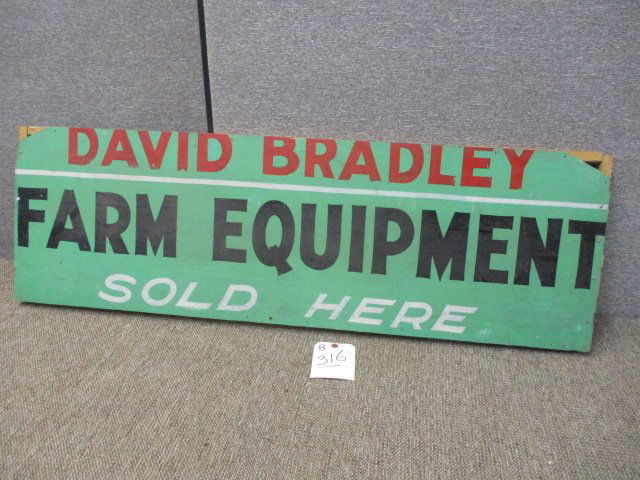 DAVID BRADLEY
FARM EQUIPMENT
SOLD HERE
8
316